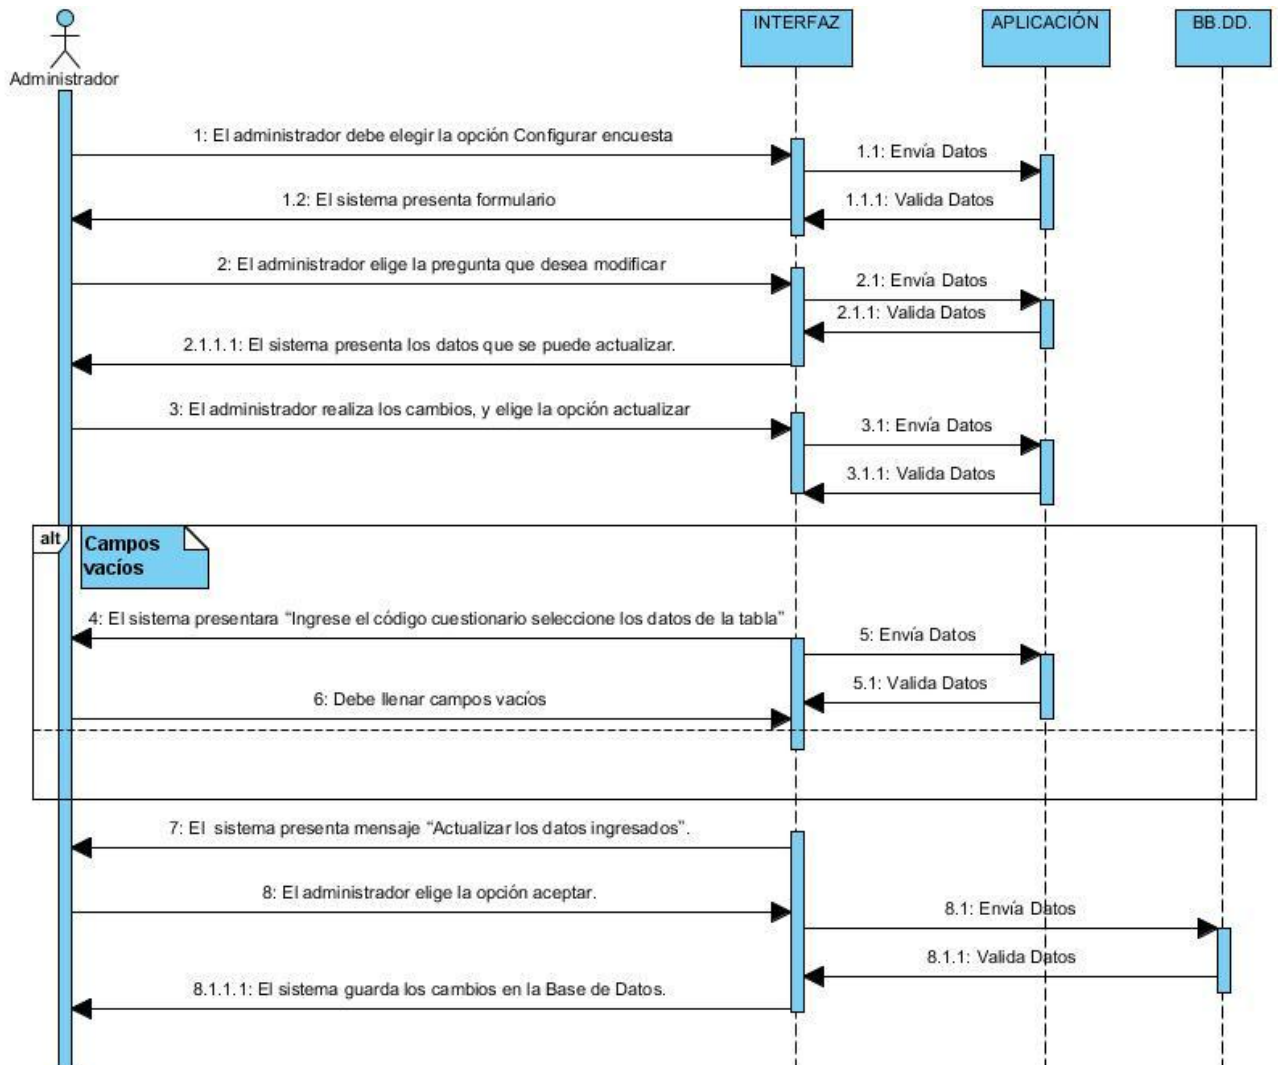 INTERFAZ
APLICACIÓN
BB.DD.
Administrador
1: El administrador debe elegir la opción Configurar encuesta
1.1: Envía Datos
1.2: El sistema presenta formulario
1.1.1: Valida Datos
2: El administrador elige la pregunta que desea modificar
2.1: Envía Datos
2.1.1: Valida Datos
2.1.1.1: El sistema presenta los datos que se puede actualizar.
3: El administrador realiza los cambios, y elige la opción actualizar
3.1: Envía Datos
3.1.1: Valida Datos
alt
Campos
vacíos
4: El sistema presentara “Ingrese el código cuestionario seleccione los datos de la tabla”
5: Envía Datos
5.1: Valida Datos
6: Debe llenar campos vacíos
7: El sistema presenta mensaje “Actualizar los datos ingresados”.
8: El administrador elige la opción aceptar.
8.1: Envía Datos
8.1.1: Valida Datos
8.1.1.1: El sistema guarda los cambios en la Base de Datos.